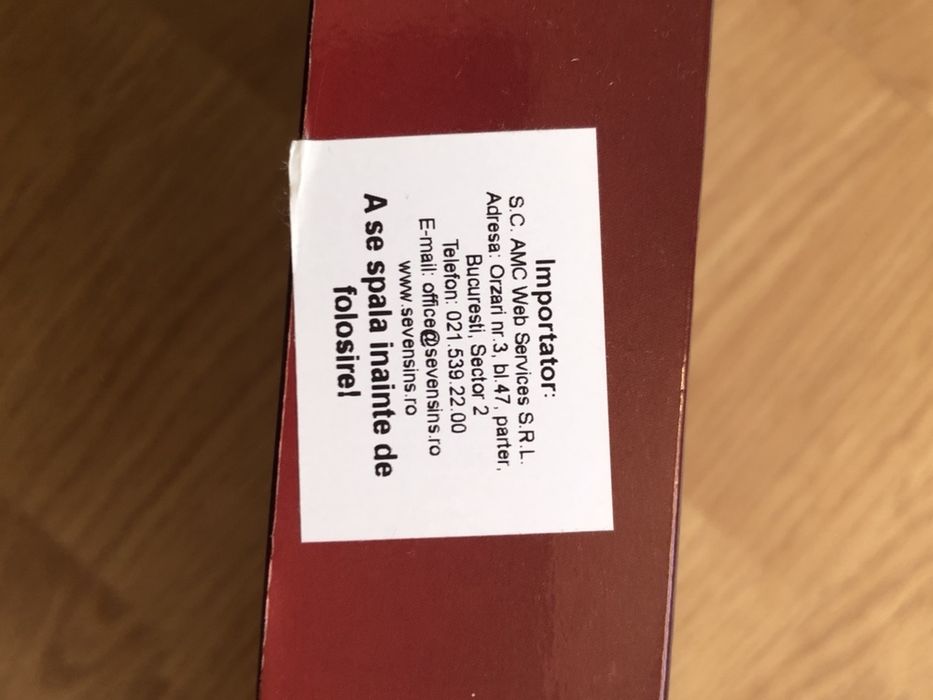 Importator:
S.C. AMC Web Services S.R.L.
Adresa: Orzari nr.3, bl.47, parter,
Bucuresti, Sector 2
Telefon: 021.539.22.00
E-mail: office@sevensins.ro
www.sevensins.ro
A se spala inainte de
folosire!